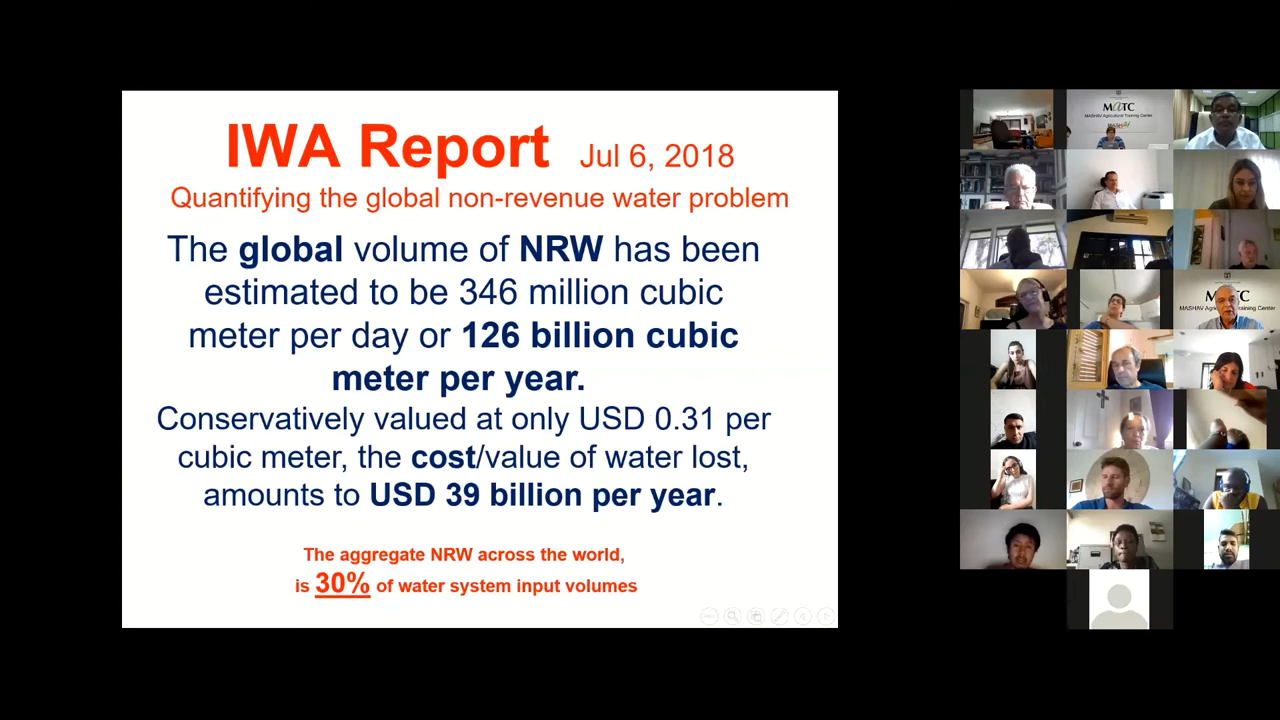 IWA Report Jul 6, 2018
Quantifying the global non-revenue water problem
The global volume of NRW has been
estimated to be 346 million cubic
meter per day or 126 billion cubic
meter per year.
Conservatively valued at only USD 0.31 per
cubic meter, the cost/value of water lost,
amounts to USD 39 billion per year.
The aggregate NRW across the world,
is 30% of water system input volumes
MATC
MASHAV Agricultural Training Center